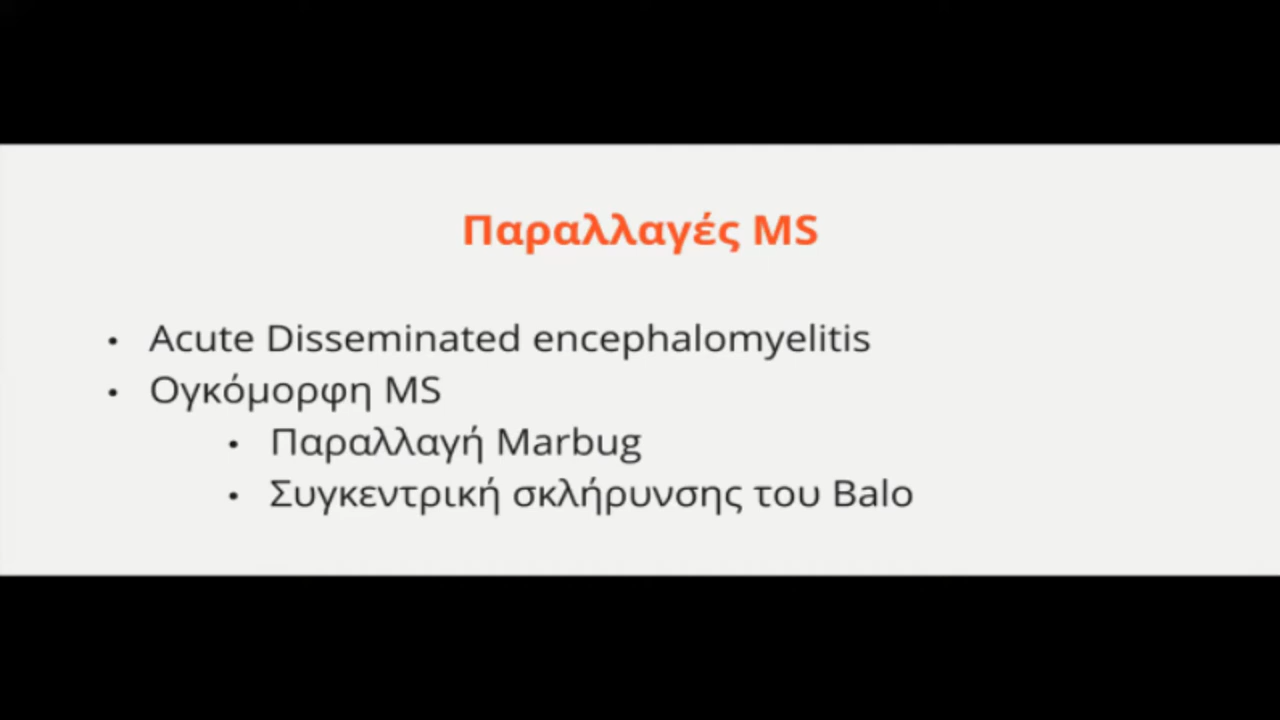 Παραλλαγές MS
• Acute Disseminated encephalomyelitis
• Ογκόμορφη MS
• Παραλλαγή Marbug
• Συγκεντρική σκλήρυνσης του Balo